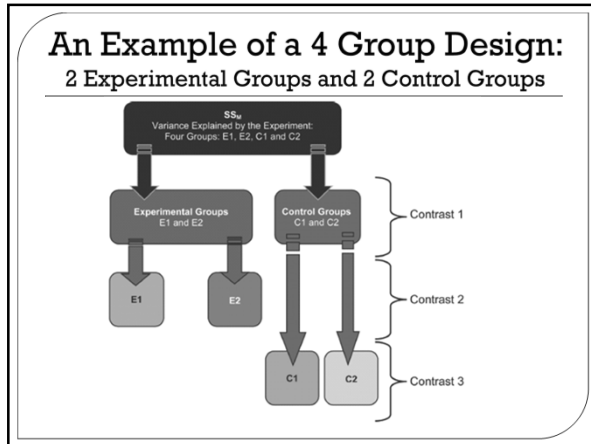 An Example of a 4 Group Design:
2 Experimental Groups and 2 Control Groups
SSM
Variance Explained by the Experiment:
Four Groups: E1, E2, C1 and C2
Experimental Groups
E1 and E2
Control Groups
C1 and C2
Contrast 1
E1
E2
Contrast 2
C1
C2
Contrast 3